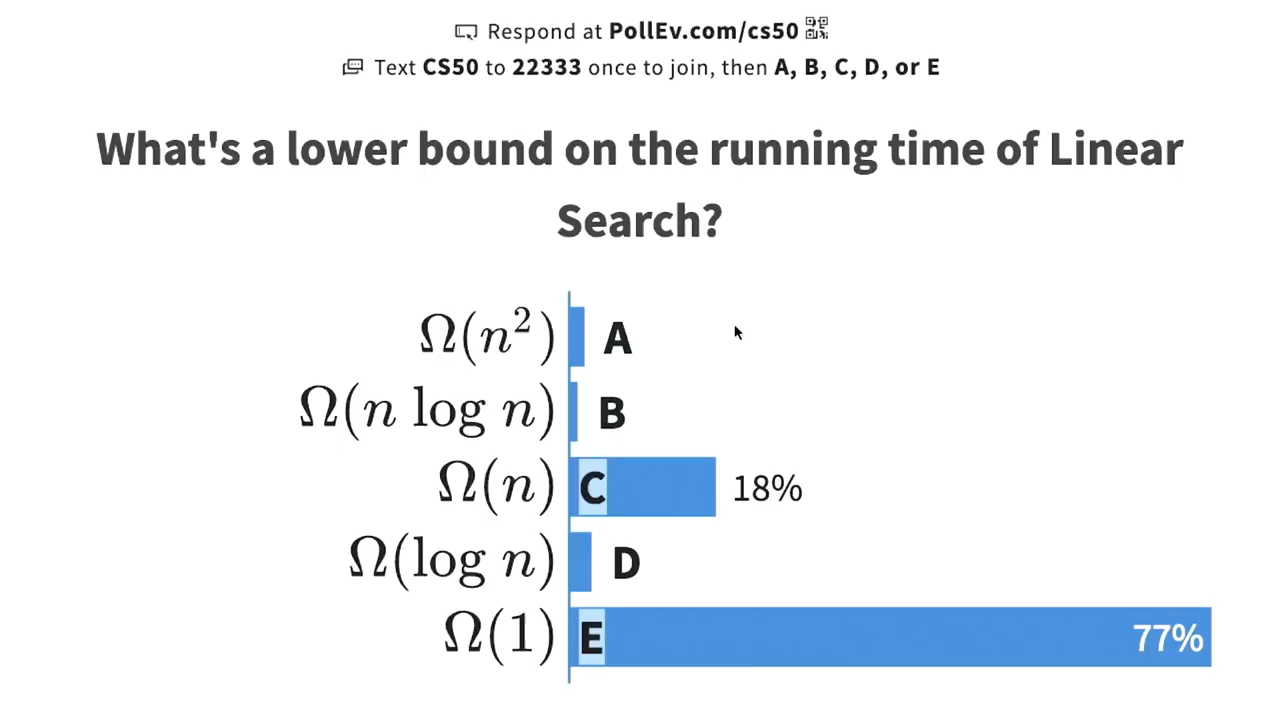 Respond at PollEv.com/cs50
Text CS50 to 22333 once to join, then A, B, C, D, or E
What's a lower bound on the running time of Linear
Search?
Ω(n²) A
Ω(n log n) B
Ω(n) C 18%
Ω(log n) D
Ω(1) E 77%